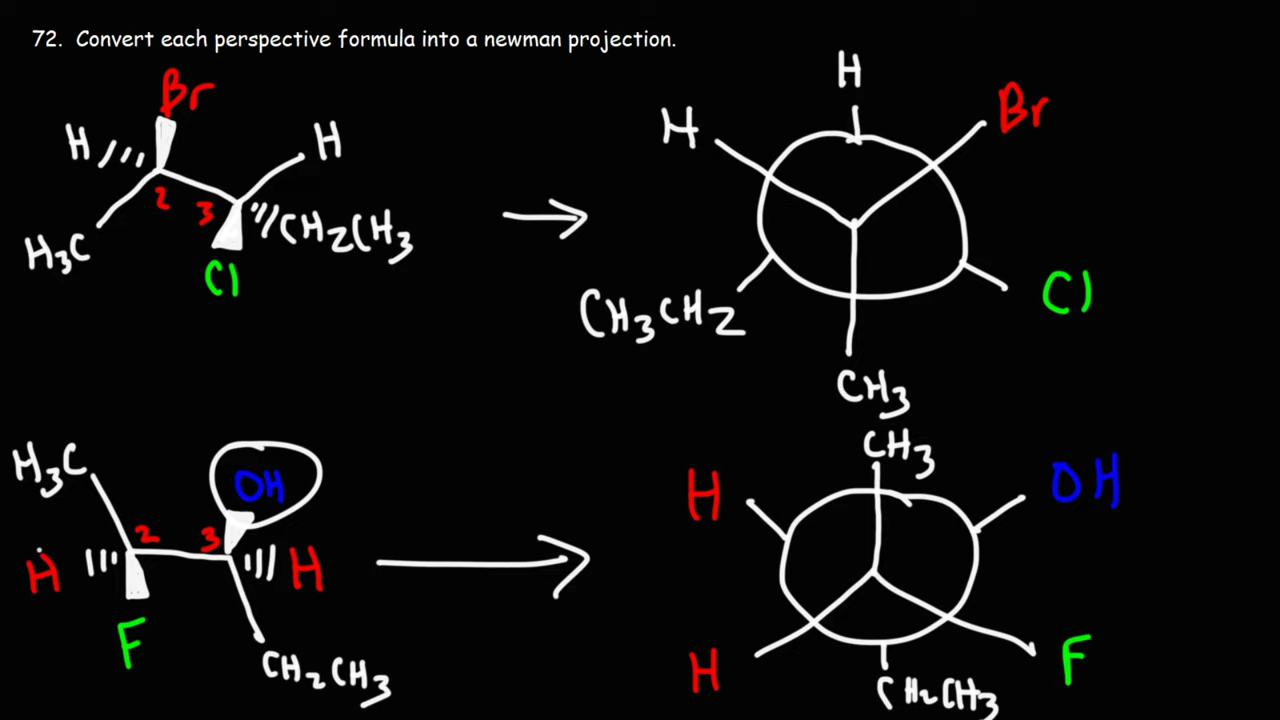 72. Convert each perspective formula into a newman projection.
Br
H
H
2
3
CH2CH3
H3C
Cl
H
H
Br
CH3CH2
Cl
CH3
H3C
OH
2
3
H
H
F
CH2CH3
CH3
H
OH
H
F
CH2CH3